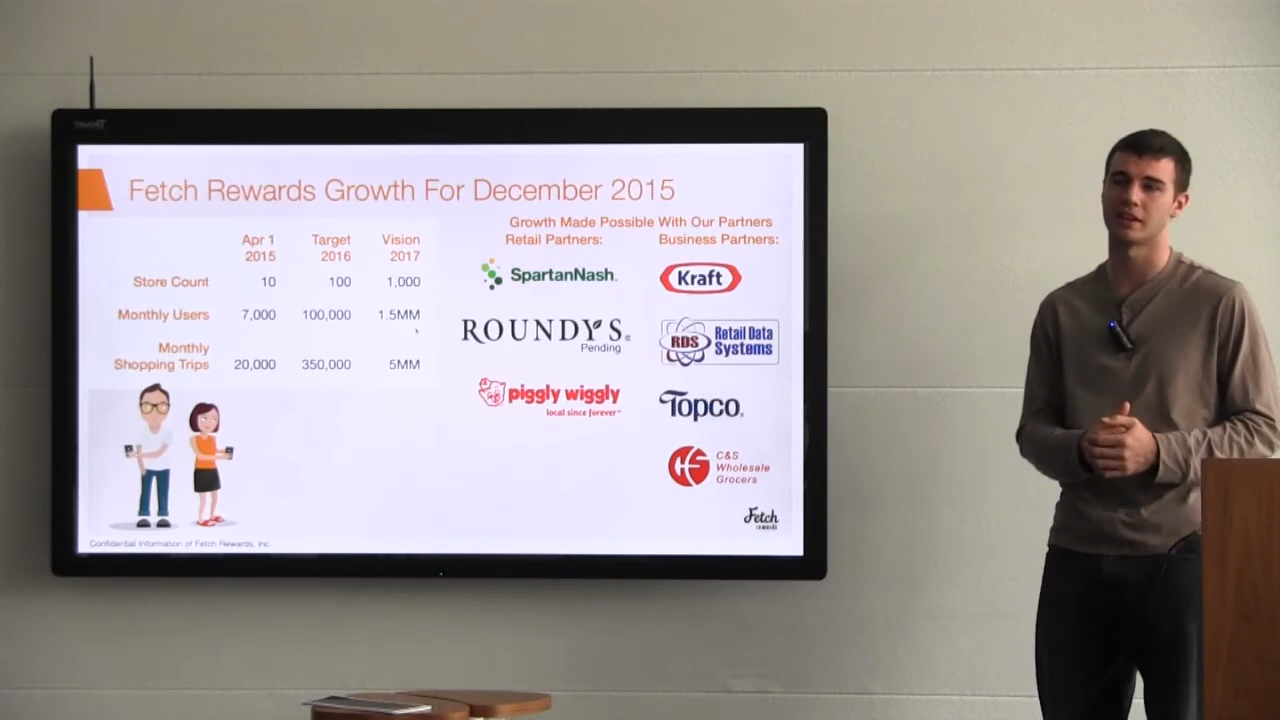 Fetch Rewards Growth For December 2015
Growth Made Possible With Our Partners
Retail Partners: Business Partners:
Apr 1 2015 Target 2016 Vision 2017
Store Count 10 100 1,000
Monthly Users 7,000 100,000 1.5MM
Monthly Shopping Trips 20,000 350,000 5MM
SpartanNash
ROUNDY'S
Pending
piggly wiggly
local since forever
Kraft
RDS Retail Data Systems
Topco
C&S
Wholesale
Grocers
Fetch
rewards
Confidential Information of Fetch Rewards, Inc.